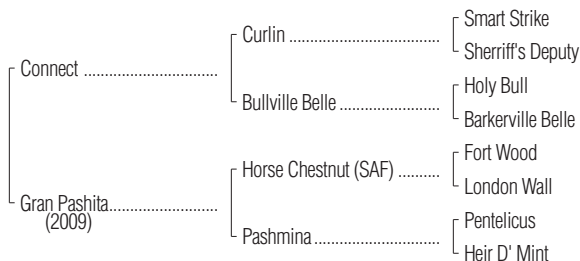 Smart Strike
Curlin
Sherriff's Deputy
Connect
Holy Bull
Bullville Belle
Barkerville Belle
Fort Wood
Horse Chestnut (SAF)
London Wall
Gran Pashita
(2009)
Pentelicus
Pashmina
Heir D' Mint